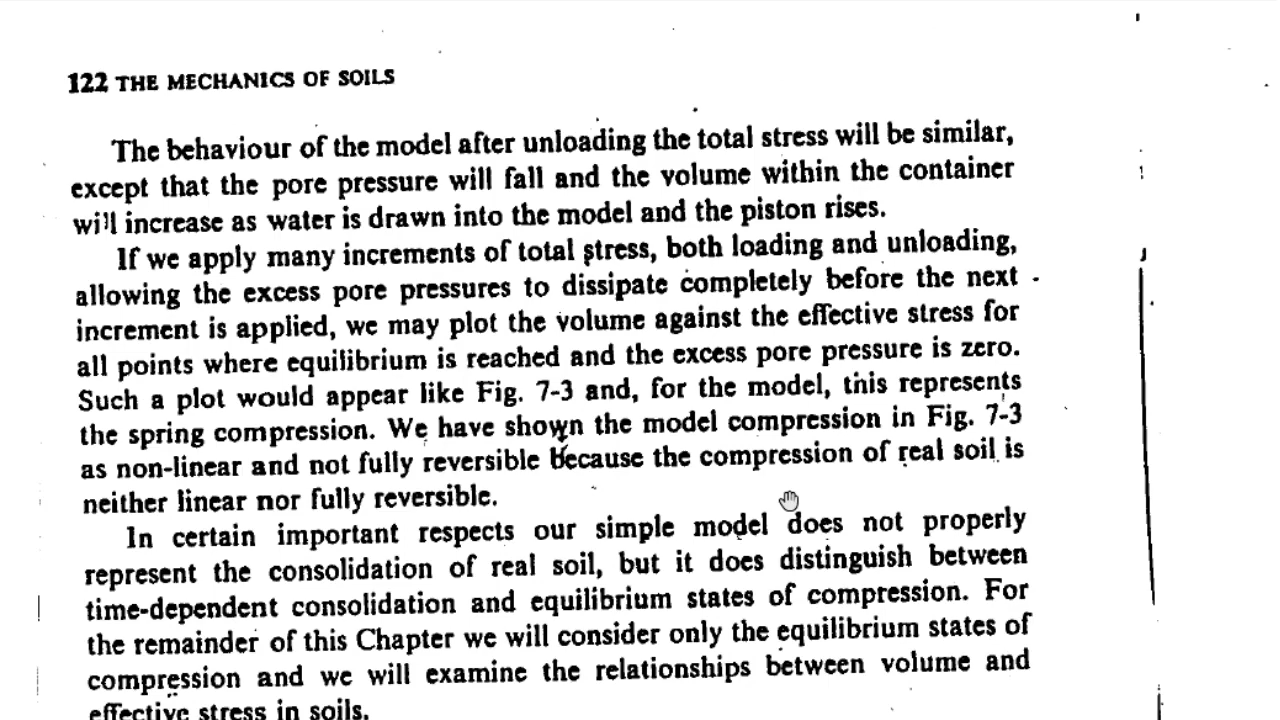 122 THE MECHANICS OF SOILS
The behaviour of the model after unloading the total stress will be similar,
except that the pore pressure will fall and the volume within the container
will increase as water is drawn into the model and the piston rises.
If we apply many increments of total stress, both loading and unloading,
allowing the excess pore pressures to dissipate completely before the next
increment is applied, we may plot the volume against the effective stress for
all points where equilibrium is reached and the excess pore pressure is zero.
Such a plot would appear like Fig. 7-3 and, for the model, this represents
the spring compression. We have shown the model compression in Fig. 7-3
as non-linear and not fully reversible because the compression of real soil is
neither linear nor fully reversible.
In certain important respects our simple model does not properly
represent the consolidation of real soil, but it does distinguish between
time-dependent consolidation and equilibrium states of compression. For
the remainder of this Chapter we will consider only the equilibrium states of
compression and we will examine the relationships between volume and
effective stress in soils.